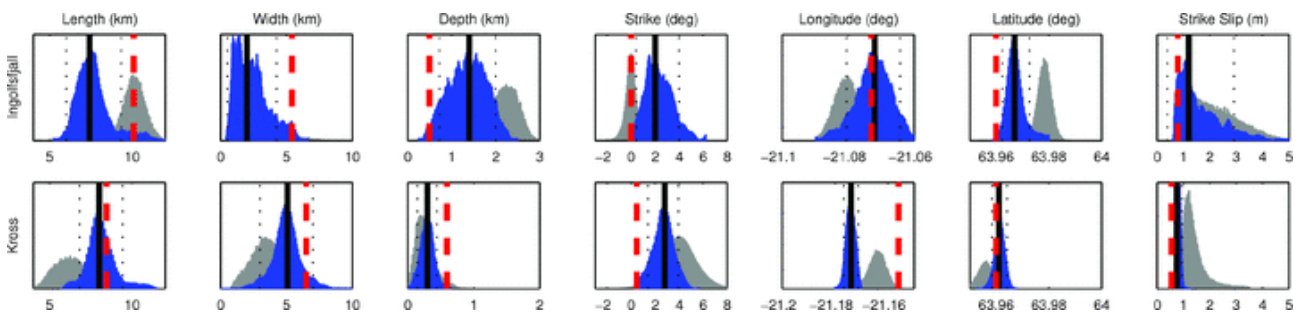 Length (km) Width (km) Depth (km) Strike (deg) Longitude (deg) Latitude (deg) Strike Slip (m)
Ingolfsfjall
5 10 0 5 10 0 1 2 3 −2 0 2 4 6 8 −21.1 −21.08 −21.06 63.96 63.98 64 0 1 2 3 4 5
Kross
5 10 0 5 10 0 1 2 −2 0 2 4 6 8 −21.2 −21.18 −21.16 63.96 63.98 64 0 1 2 3 4 5